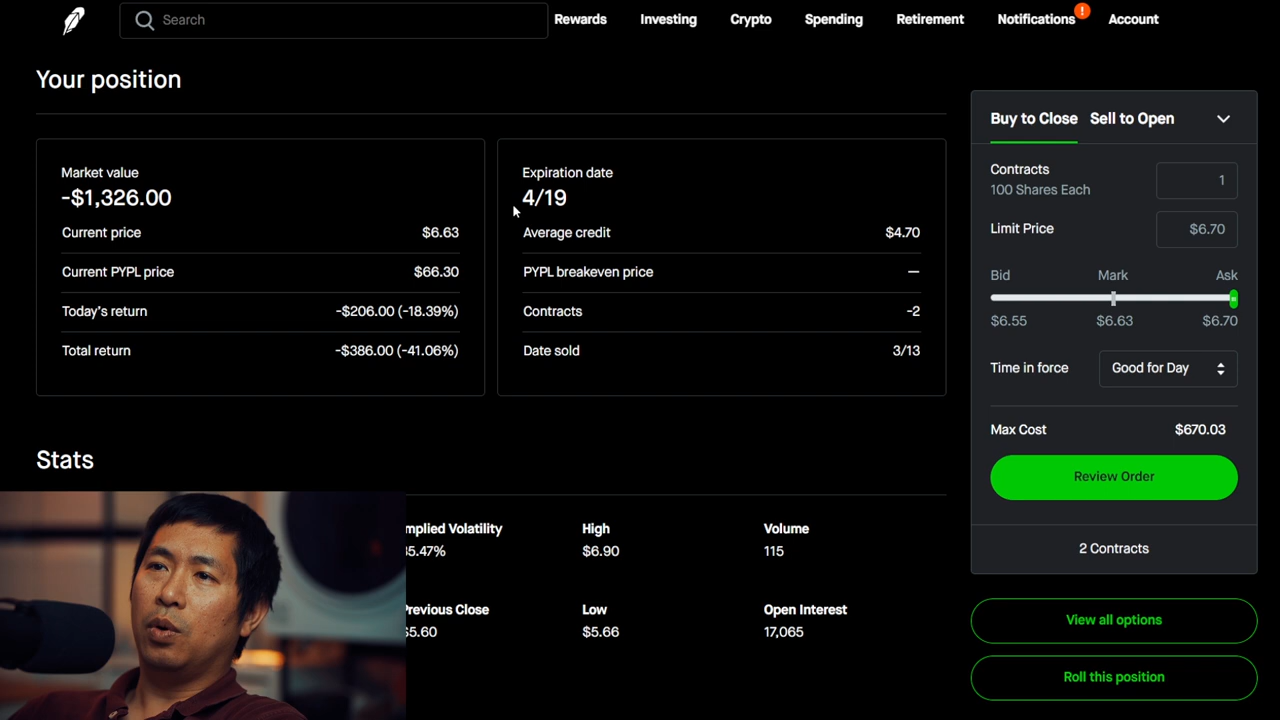 Search
Rewards
Investing
Crypto
Spending
Retirement
Notifications
!
Account
Your position
Market value
-$1,326.00
Current price $6.63
Current PYPL price $66.30
Today's return -$206.00 (-18.39%)
Total return -$386.00 (-41.06%)
Expiration date
4/19
Average credit $4.70
PYPL breakeven price —
Contracts -2
Date sold 3/13
Buy to Close Sell to Open
Contracts 1
100 Shares Each
Limit Price $6.70
Bid Mark Ask
$6.55 $6.63 $6.70
Time in force Good for Day
Max Cost $670.03
Review Order
2 Contracts
View all options
Roll this position
Stats
Volatility High Volume
5.47% $6.90 115
Close Low Open Interest
5.60 $5.66 17,065